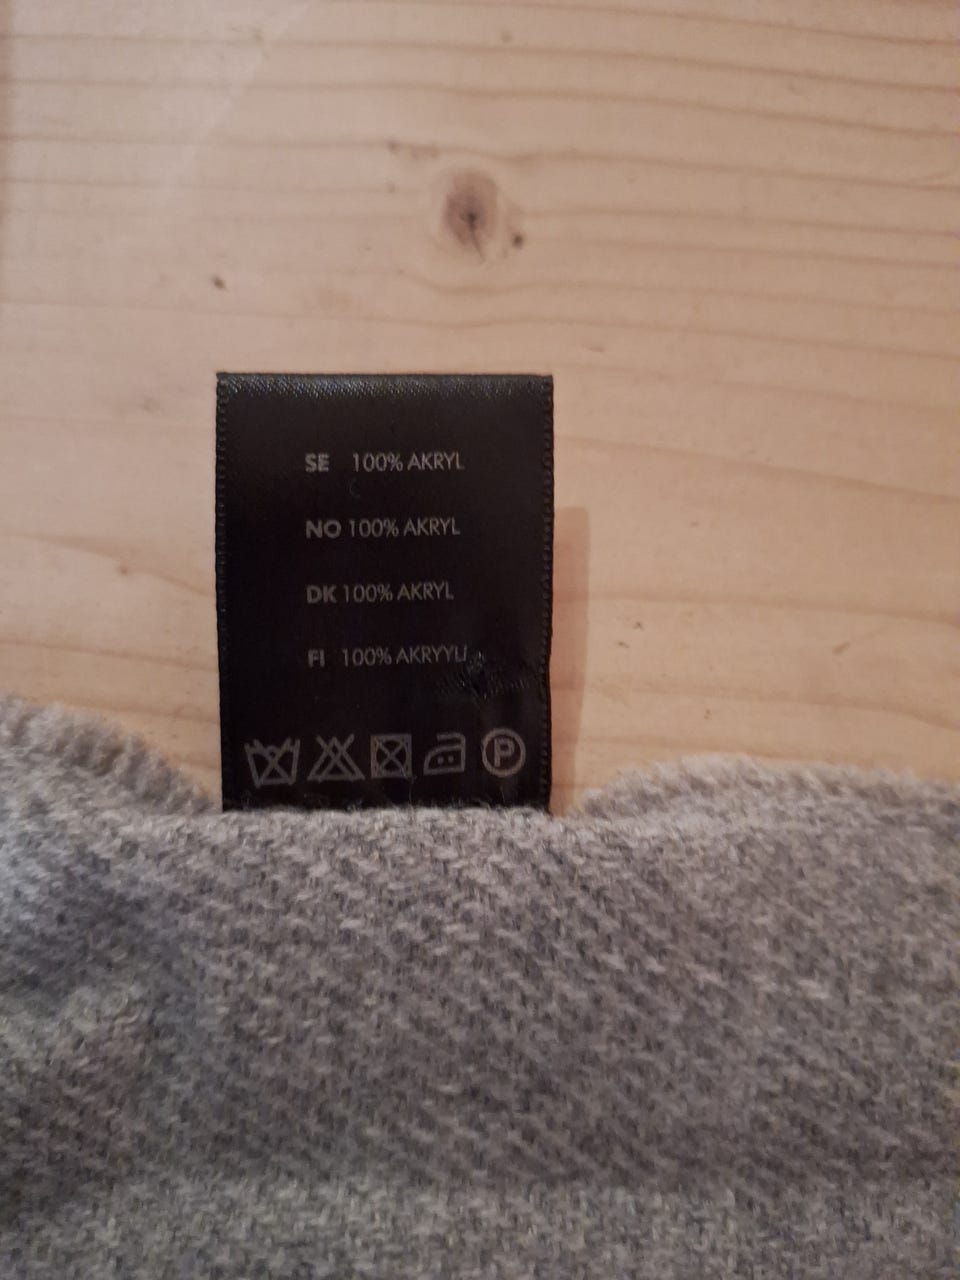 SE 100% AKRYL
NO 100% AKRYL
DK 100% AKRYL
FI 100% AKRYYLI
P